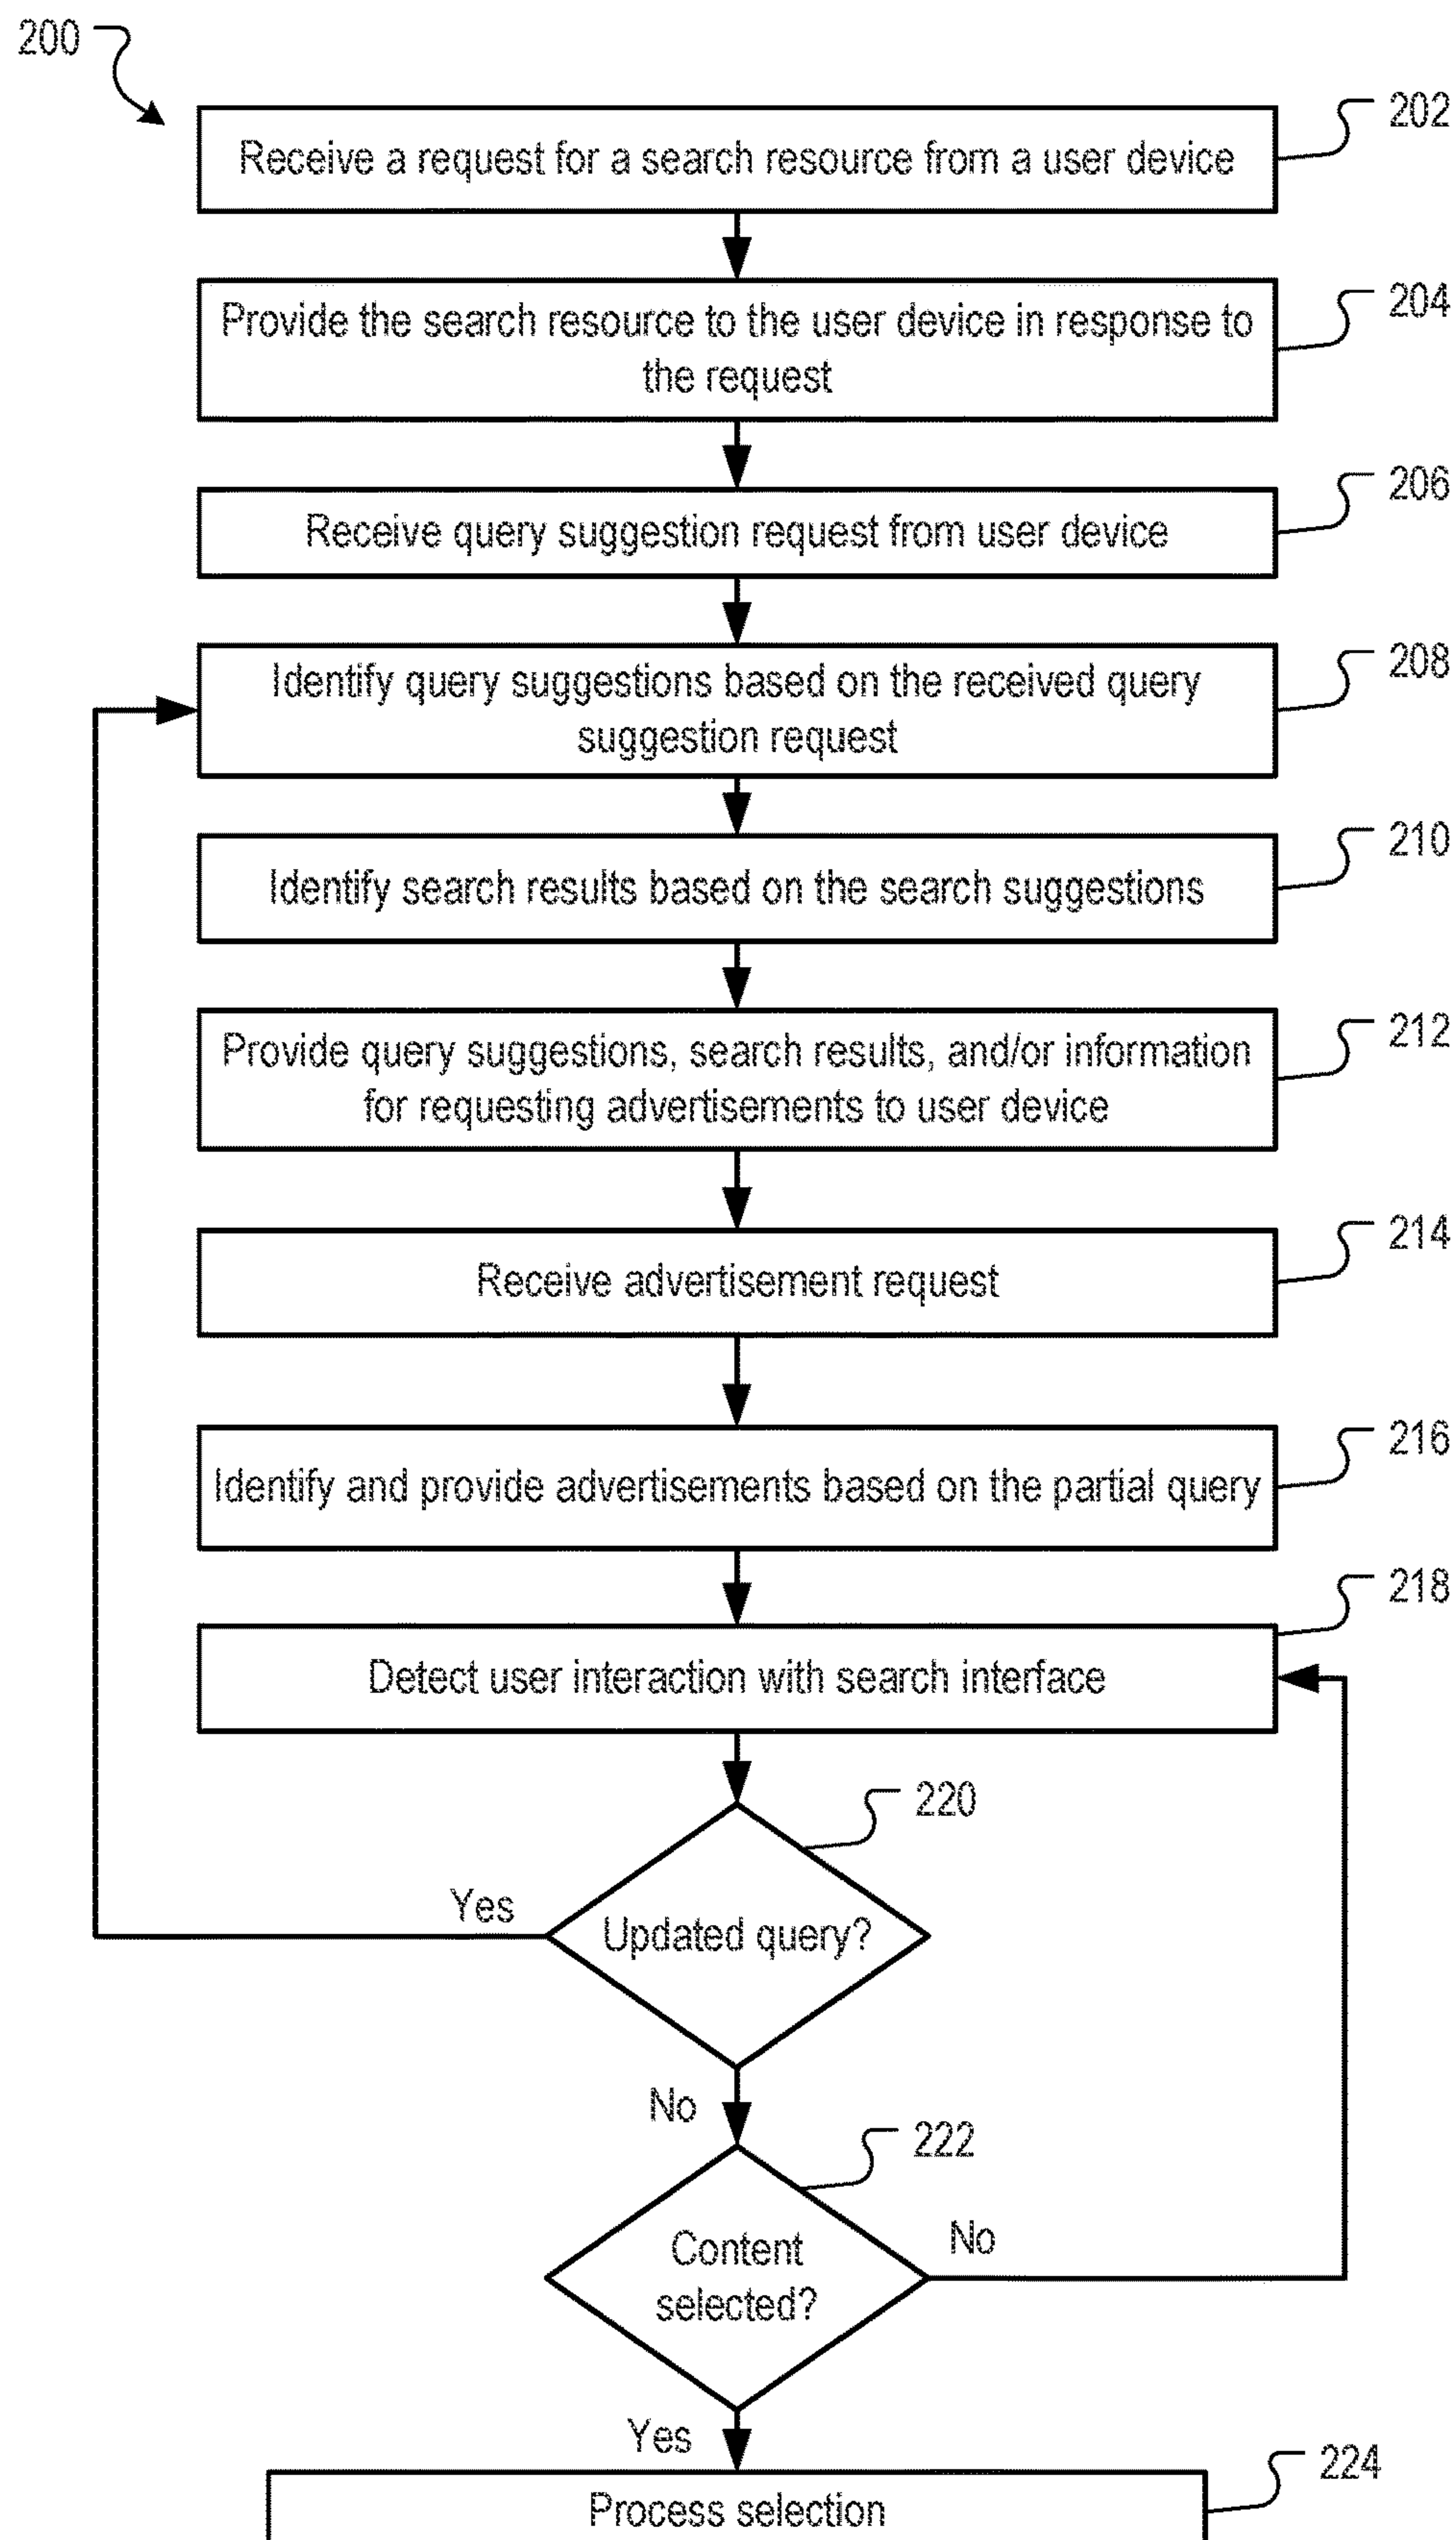 200
202
Receive a request for a search resource from a user device
204
Provide the search resource to the user device in response to
the request
206
Receive query suggestion request from user device
208
Identify query suggestions based on the received query
suggestion request
210
Identify search results based on the search suggestions
212
Provide query suggestions, search results, and/or information
for requesting advertisements to user device
214
Receive advertisement request
216
Identify and provide advertisements based on the partial query
218
Detect user interaction with search interface
220
Yes
Updated query?
No
222
Content
selected?
No
Yes
224
Process selection